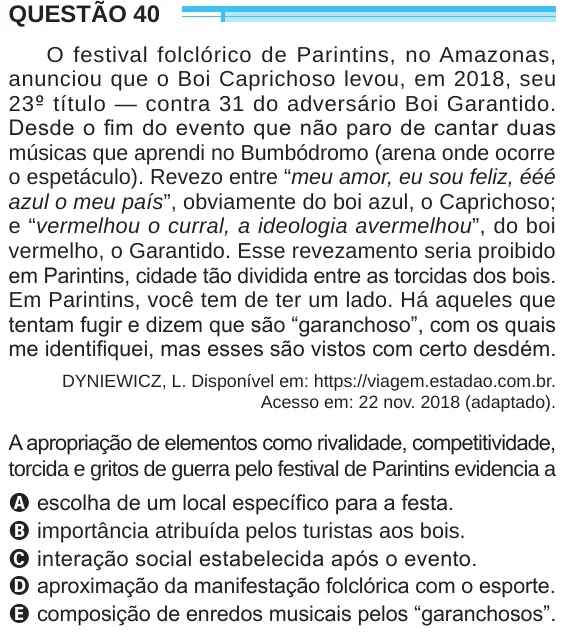 QUESTÃO 40
O festival folclórico de Parintins, no Amazonas,
anunciou que o Boi Caprichoso levou, em 2018, seu
23º título — contra 31 do adversário Boi Garantido.
Desde o fim do evento que não paro de cantar duas
músicas que aprendi no Bumbódromo (arena onde ocorre
o espetáculo). Revezo entre “meu amor, eu sou feliz, ééé
azul o meu país”, obviamente do boi azul, o Caprichoso;
e “vermelhou o curral, a ideologia avermelhou”, do boi
vermelho, o Garantido. Esse revezamento seria proibido
em Parintins, cidade tão dividida entre as torcidas dos bois.
Em Parintins, você tem de ter um lado. Há aqueles que
tentam fugir e dizem que são “garanchoso”, com os quais
me identifiquei, mas esses são vistos com certo desdém.
DYNIEWICZ, L. Disponível em: https://viagem.estadao.com.br.
Acesso em: 22 nov. 2018 (adaptado).
A apropriação de elementos como rivalidade, competitividade,
torcida e gritos de guerra pelo festival de Parintins evidencia a
A escolha de um local específico para a festa.
B importância atribuída pelos turistas aos bois.
C interação social estabelecida após o evento.
D aproximação da manifestação folclórica com o esporte.
E composição de enredos musicais pelos “garanchosos”.